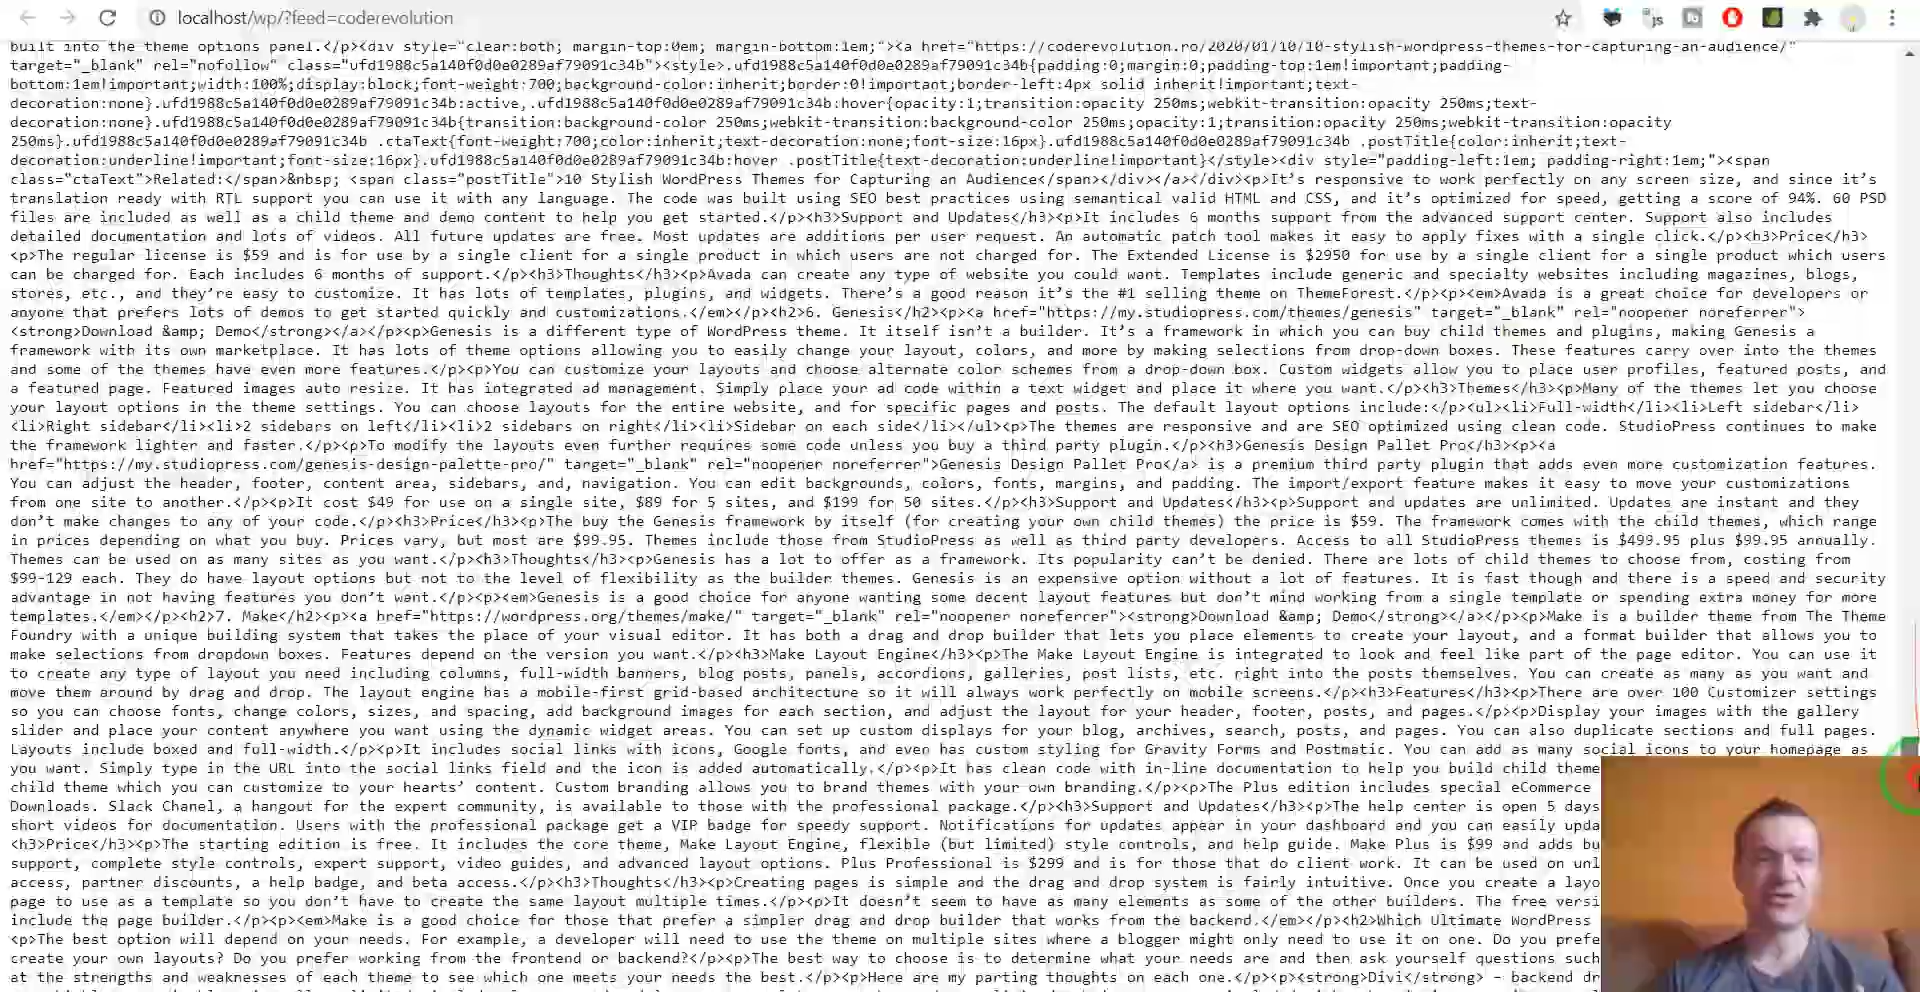 localhost/wp/?feed=coderevolution
built into the theme options panel.</p><div style="clear:both; margin-top:0em; margin-bottom:1em;"><a href="https://coderevolution.ro/2020/01/10/10-stylish-wordpress-themes-for-capturing-an-audience/"
target="_blank" rel="nofollow" class="ufd1988c5a140f0d0e0289af79091c34b"><style>.ufd1988c5a140f0d0e0289af79091c34b{padding:0;margin:0;padding-top:1em!important;padding-
bottom:1em!important;width:100%;display:block;font-weight:700;background-color:inherit;border:0!important;border-left:4px solid inherit!important;text-
decoration:none}.ufd1988c5a140f0d0e0289af79091c34b:active,.ufd1988c5a140f0d0e0289af79091c34b:hover{opacity:1;transition:opacity 250ms;webkit-transition:opacity 250ms;text-
decoration:none}.ufd1988c5a140f0d0e0289af79091c34b{transition:background-color 250ms;webkit-transition:background-color 250ms;opacity:1;transition:opacity 250ms;webkit-transition:opacity
250ms}.ufd1988c5a140f0d0e0289af79091c34b .ctaText{font-weight:700;color:inherit;text-decoration:none;font-size:16px}.ufd1988c5a140f0d0e0289af79091c34b .postTitle{color:inherit;text-
decoration:underline!important;font-size:16px}.ufd1988c5a140f0d0e0289af79091c34b:hover .postTitle{text-decoration:underline!important}</style><div style="padding-left:1em; padding-right:1em;"><span
class="ctaText">Related:</span>&nbsp; <span class="postTitle">10 Stylish WordPress Themes for Capturing an Audience</span></div></a></div><p>It’s responsive to work perfectly on any screen size, and since it’s
translation ready with RTL support you can use it with any language. The code was built using SEO best practices using semantical valid HTML and CSS, and it’s optimized for speed, getting a score of 94%. 60 PSD
files are included as well as a child theme and demo content to help you get started.</p><h3>Support and Updates</h3><p>It includes 6 months support from the advanced support center. Support also includes
detailed documentation and lots of videos. All future updates are free. Most updates are additions per user request. An automatic patch tool makes it easy to apply fixes with a single click.</p><h3>Price</h3>
<p>The regular license is $59 and is for use by a single client for a single product in which users are not charged for. The Extended License is $2950 for use by a single client for a single product which users
can be charged for. Each includes 6 months of support.</p><h3>Thoughts</h3><p>Avada can create any type of website you could want. Templates include generic and specialty websites including magazines, blogs,
stores, etc., and they’re easy to customize. It has lots of templates, plugins, and widgets. There’s a good reason it’s the #1 selling theme on ThemeForest.</p><p><em>Avada is a great choice for developers or
anyone that prefers lots of demos to get started quickly and customizations.</em></p><h2>6. Genesis</h2><p><a href="https://my.studiopress.com/themes/genesis" target="_blank" rel="noopener noreferrer">
<strong>Download &amp; Demo</strong></a></p><p>Genesis is a different type of WordPress theme. It itself isn’t a builder. It’s a framework in which you can buy child themes and plugins, making Genesis a
framework with its own marketplace. It has lots of theme options allowing you to easily change your layout, colors, and more by making selections from drop-down boxes. These features carry over into the themes
and some of the themes have even more features.</p><p>You can customize your layouts and choose alternate color schemes from a drop-down box. Custom widgets allow you to place user profiles, featured posts, and
a featured page. Featured images auto resize. It has integrated ad management. Simply place your ad code within a text widget and place it where you want.</p><h3>Themes</h3><p>Many of the themes let you choose
your layout options in the theme settings. You can choose layouts for the entire website, and for specific pages and posts. The default layout options include:</p><ul><li>Full-width</li><li>Left sidebar</li>
<li>Right sidebar</li><li>2 sidebars on left</li><li>2 sidebars on right</li><li>Sidebar on each side</li></ul><p>The themes are responsive and are SEO optimized using clean code. StudioPress continues to make
the framework lighter and faster.</p><p>To modify the layouts even further requires some code unless you buy a third party plugin.</p><h3>Genesis Design Pallet Pro</h3><p><a
href="https://my.studiopress.com/genesis-design-palette-pro/" target="_blank" rel="noopener noreferrer">Genesis Design Pallet Pro</a> is a premium third party plugin that adds even more customization features.
You can adjust the header, footer, content area, sidebars, and, navigation. You can edit backgrounds, colors, fonts, margins, and padding. The import/export feature makes it easy to move your customizations
from one site to another.</p><p>It cost $49 for use on a single site, $89 for 5 sites, and $199 for 50 sites.</p><h3>Support and Updates</h3><p>Support and updates are unlimited. Updates are instant and they
don’t make changes to any of your code.</p><h3>Price</h3><p>The buy the Genesis framework by itself (for creating your own child themes) the price is $59. The framework comes with the child themes, which range
in prices depending on what you buy. Prices vary, but most are $99.95. Themes include those from StudioPress as well as third party developers. Access to all StudioPress themes is $499.95 plus $99.95 annually.
Themes can be used on as many sites as you want.</p><h3>Thoughts</h3><p>Genesis has a lot to offer as a framework. Its popularity can’t be denied. There are lots of child themes to choose from, costing from
$99-129 each. They do have layout options but not to the level of flexibility as the builder themes. Genesis is an expensive option without a lot of features. It is fast though and there is a speed and security
advantage in not having features you don’t want.</p><p><em>Genesis is a good choice for anyone wanting some decent layout features but don’t mind working from a single template or spending extra money for more
templates.</em></p><h2>7. Make</h2><p><a href="https://wordpress.org/themes/make/" target="_blank" rel="noopener noreferrer"><strong>Download &amp; Demo</strong></a></p><p>Make is a builder theme from The Theme
Foundry with a unique building system that takes the place of your visual editor. It has both a drag and drop builder that lets you place elements to create your layout, and a format builder that allows you to
make selections from dropdown boxes. Features depend on the version you want.</p><h3>Make Layout Engine</h3><p>The Make Layout Engine is integrated to look and feel like part of the page editor. You can use it
to create any type of layout you need including columns, full-width banners, blog posts, panels, accordions, galleries, post lists, etc. right into the posts themselves. You can create as many as you want and
move them around by drag and drop. The layout engine has a mobile-first grid-based architecture so it will always work perfectly on mobile screens.</p><h3>Features</h3><p>There are over 100 Customizer settings
so you can choose fonts, change colors, sizes, and spacing, add background images for each section, and adjust the layout for your header, footer, posts, and pages.</p><p>Display your images with the gallery
slider and place your content anywhere you want using the dynamic widget areas. You can set up custom displays for your blog, archives, search, posts, and pages. You can also duplicate sections and full pages.
Layouts include boxed and full-width.</p><p>It includes social links with icons, Google fonts, and even has custom styling for Gravity Forms and Postmatic. You can add as many social icons to your homepage as
you want. Simply type in the URL into the social links field and the icon is added automatically.</p><p>It has clean code with in-line documentation to help you build child theme
child theme which you can customize to your hearts’ content. Custom branding allows you to brand themes with your own branding.</p><p>The Plus edition includes special eCommerce
Downloads. Slack Chanel, a hangout for the expert community, is available to those with the professional package.</p><h3>Support and Updates</h3><p>The help center is open 5 days
short videos for documentation. Users with the professional package get a VIP badge for speedy support. Notifications for updates appear in your dashboard and you can easily upda
<h3>Price</h3><p>The starting edition is free. It includes the core theme, Make Layout Engine, flexible (but limited) style controls, and help guide. Make Plus is $99 and adds bu
support, complete style controls, expert support, video guides, and advanced layout options. Plus Professional is $299 and is for those that do client work. It can be used on unl
access, partner discounts, a help badge, and beta access.</p><h3>Thoughts</h3><p>Creating pages is simple and the drag and drop system is fairly intuitive. Once you create a layo
page to use as a template so you don’t have to create the same layout multiple times.</p><p>It doesn’t seem to have as many elements as some of the other builders. The free versi
include the page builder.</p><p><em>Make is a good choice for those that prefer a simpler drag and drop builder that works from the backend.</em></p><h2>Which Ultimate WordPress
<p>The best option will depend on your needs. For example, a developer will need to use the theme on multiple sites where a blogger might only need to use it on one. Do you prefe
create your own layouts? Do you prefer working from the frontend or backend?</p><p>The best way to choose is to determine what your needs are and then ask yourself questions such
at the strengths and weaknesses of each theme to see which one meets your needs the best.</p><p>Here are my parting thoughts on each one.</p><p><strong>Divi</strong> – backend dr